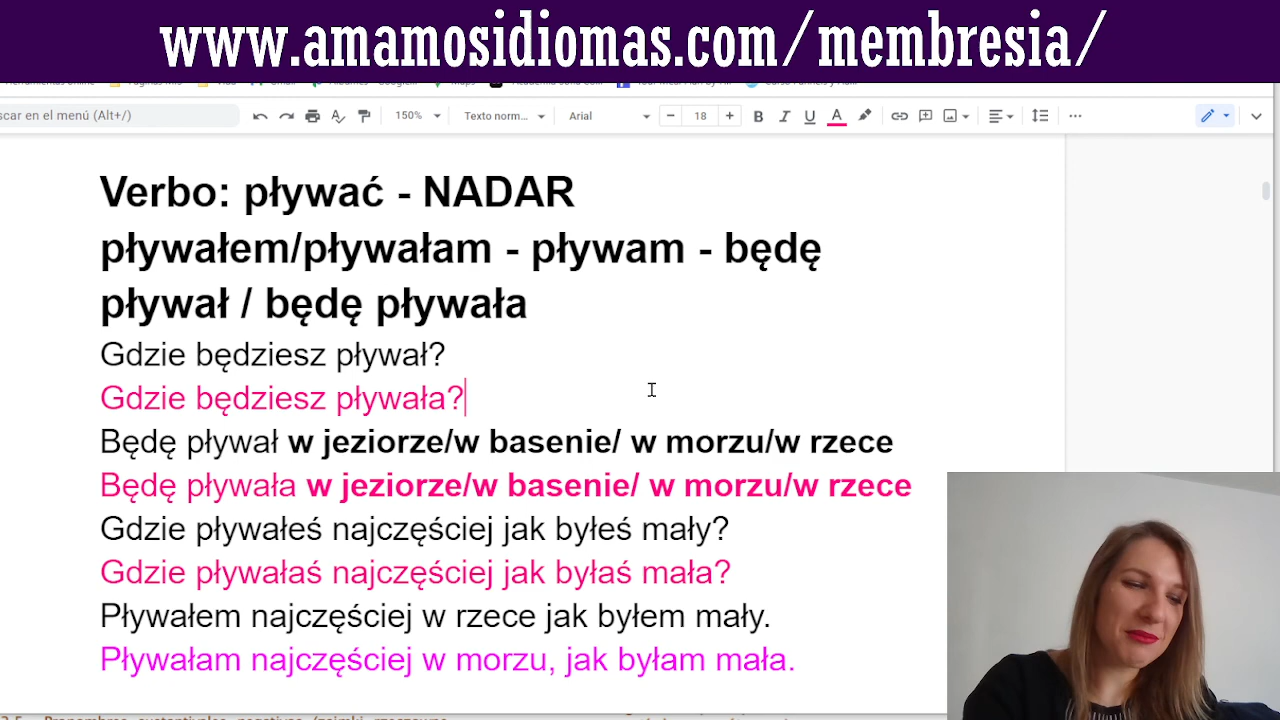 www.amamosidiomas.com/membresia/
scar en el menú (Alt+/)
150%
Texto norm...
Arial
18
Verbo: pływać - NADAR
pływałem/pływałam - pływam - będę
pływał / będę pływała
Gdzie będziesz pływał?
Gdzie będziesz pływała?
Będę pływał w jeziorze/w basenie/ w morzu/w rzece
Będę pływała w jeziorze/w basenie/ w morzu/w rzece
Gdzie pływałeś najczęściej jak byłeś mały?
Gdzie pływałaś najczęściej jak byłaś mała?
Pływałem najczęściej w rzece jak byłem mały.
Pływałam najczęściej w morzu, jak byłam mała.